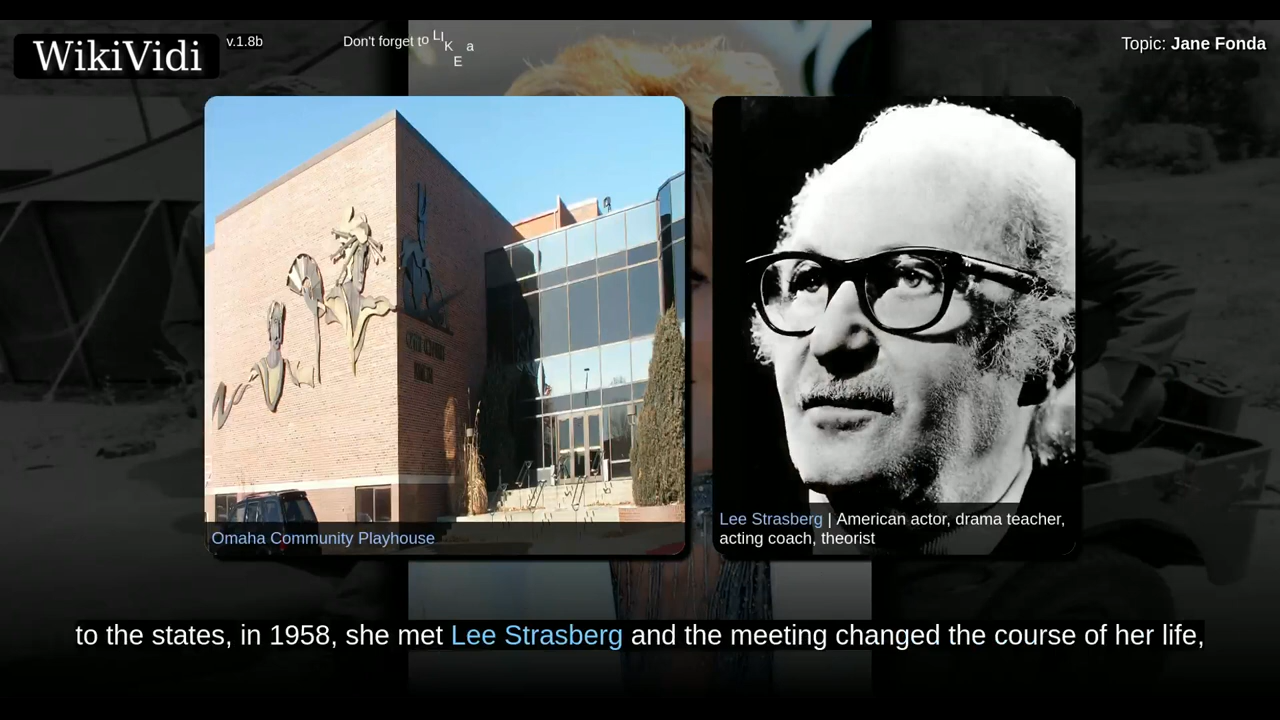 WikiVidi
v.1.8b
Don't forget to LIKE a
Topic: Jane Fonda
Omaha Community Playhouse
Lee Strasberg | American actor, drama teacher,
acting coach, theorist
to the states, in 1958, she met Lee Strasberg and the meeting changed the course of her life,